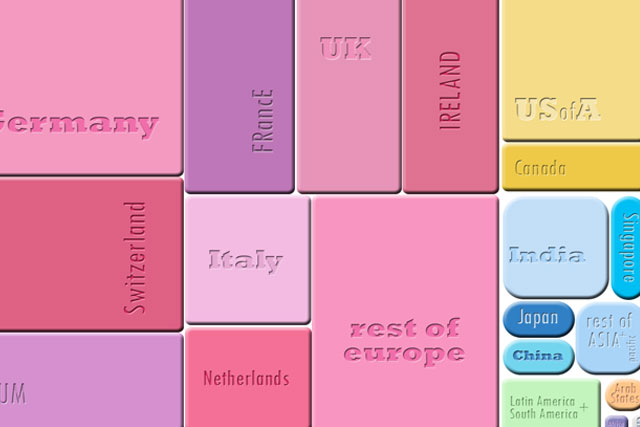 Germany
FRancE
UK
IRELAND
USofA
Canada
Switzerland
Italy
rest of
europe
India
Singapore
Japan
China
rest of
ASIA+
Netherlands
UM
Latin America
South America +
Arab
States